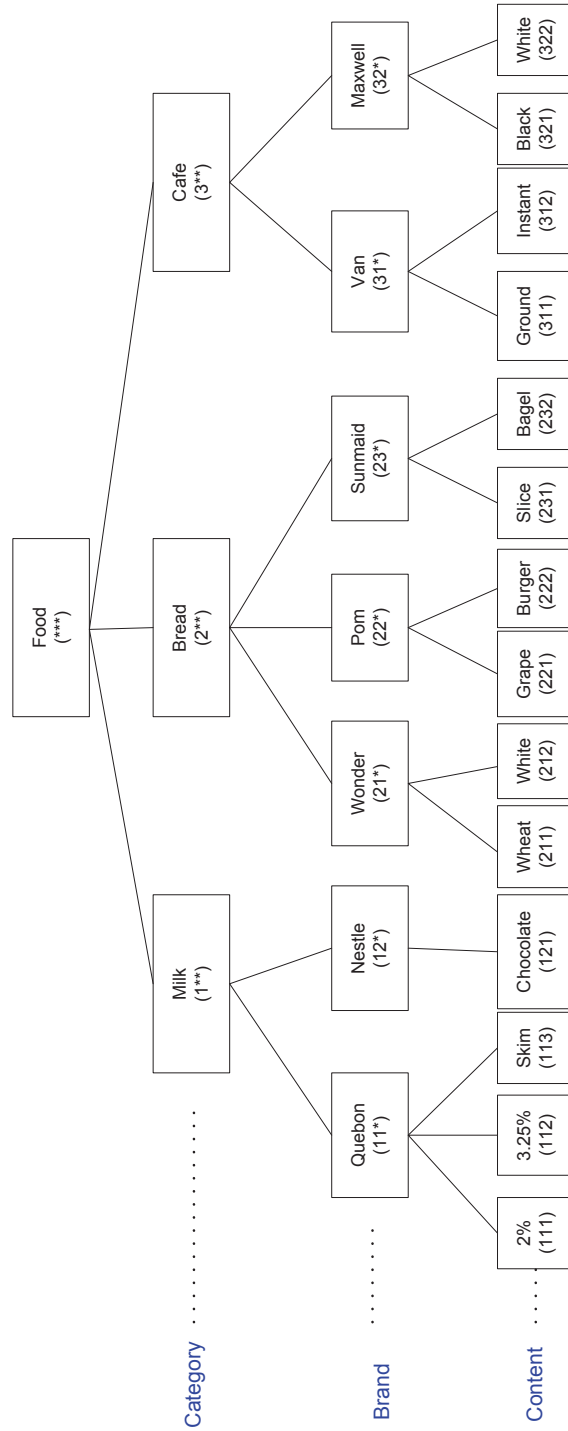 Food
(***)
Category
Milk
(1**)
Bread
(2**)
Cafe
(3**)
Brand
Quebon
(11*)
Nestle
(12*)
Wonder
(21*)
Pom
(22*)
Sunmaid
(23*)
Van
(31*)
Maxwell
(32*)
Content
2%
(111)
3.25%
(112)
Skim
(113)
Chocolate
(121)
Wheat
(211)
White
(212)
Grape
(221)
Burger
(222)
Slice
(231)
Bagel
(232)
Ground
(311)
Instant
(312)
Black
(321)
White
(322)